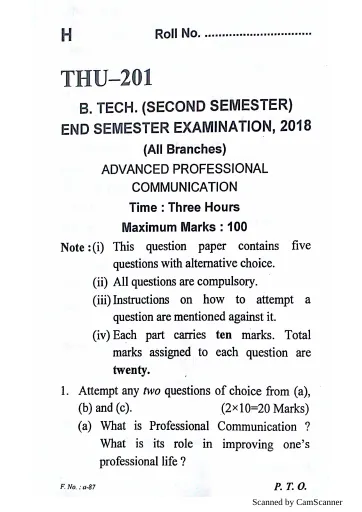 H Roll No. ................................
THU–201
B. TECH. (SECOND SEMESTER)
END SEMESTER EXAMINATION, 2018
(All Branches)
ADVANCED PROFESSIONAL
COMMUNICATION
Time : Three Hours
Maximum Marks : 100
Note :(i) This question paper contains five
questions with alternative choice.
(ii) All questions are compulsory.
(iii) Instructions on how to attempt a
question are mentioned against it.
(iv) Each part carries ten marks. Total
marks assigned to each question are
twenty.
1. Attempt any two questions of choice from (a),
(b) and (c). (2×10=20 Marks)
(a) What is Professional Communication ?
What is its role in improving one's
professional life ?
F. No. : a-87 P. T. O.
Scanned by CamScanner